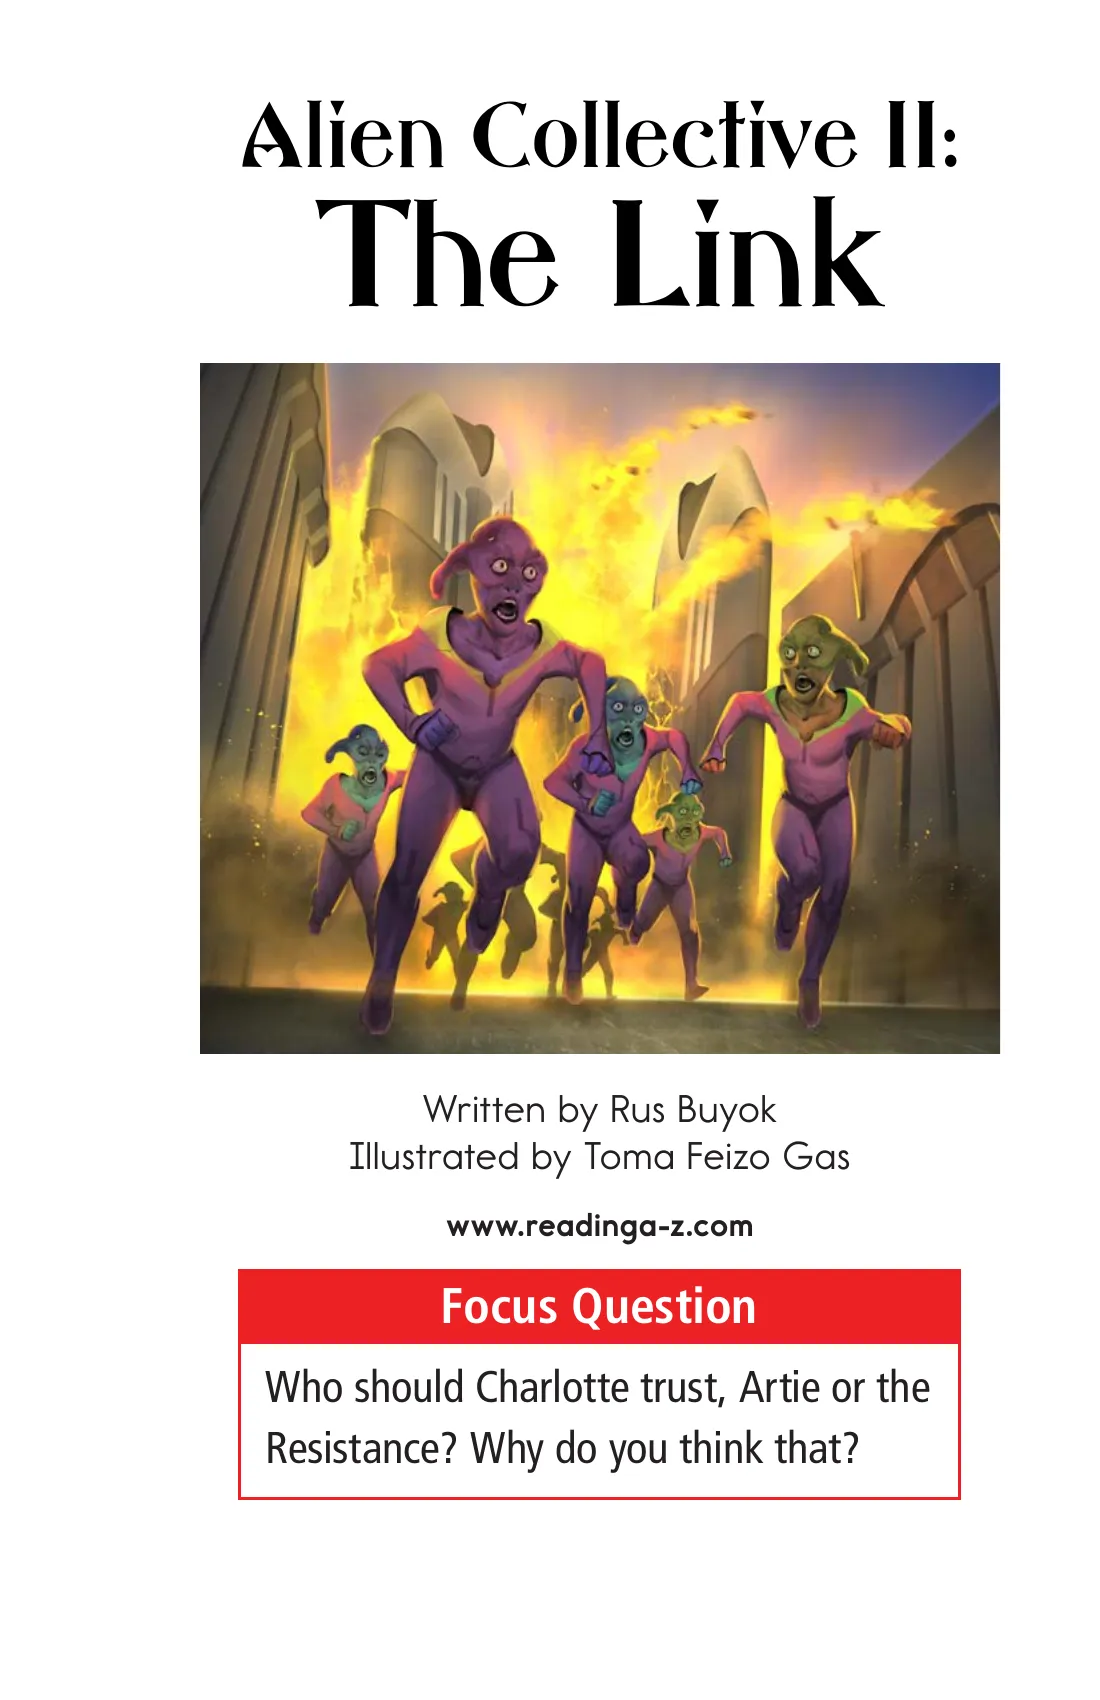 Alien Collective II:
The Link
Written by Rus Buyok
Illustrated by Toma Feizo Gas
www.readinga-z.com
Focus Question
Who should Charlotte trust, Artie or the
Resistance? Why do you think that?